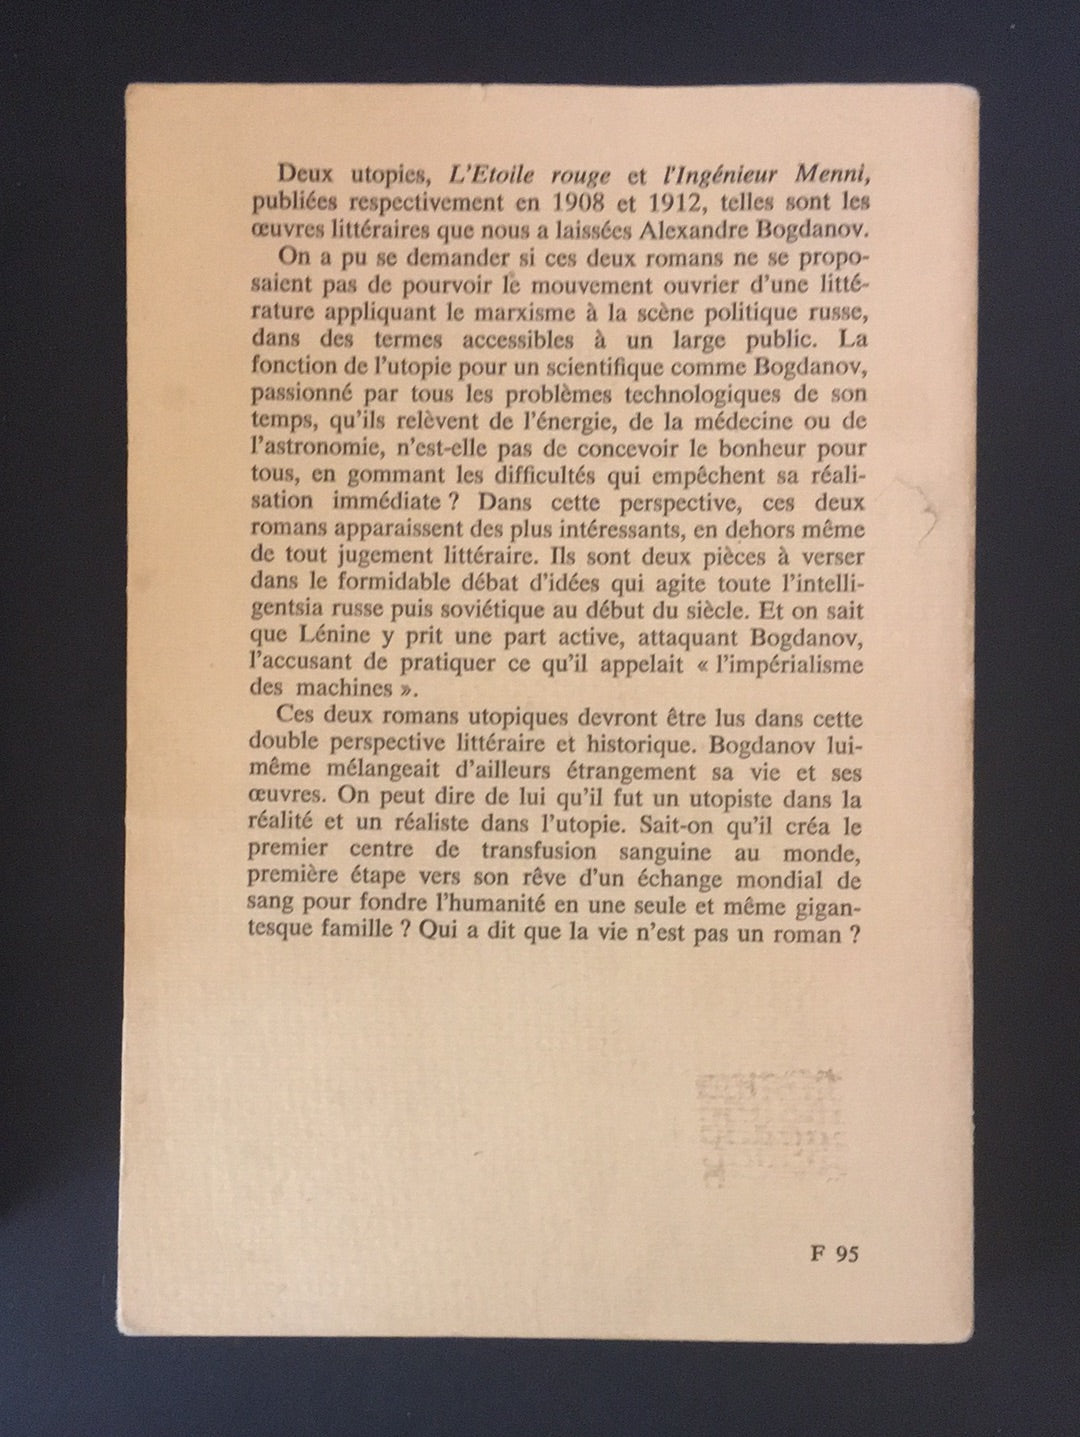 Deux utopies, L'Etoile rouge et l'Ingénieur Menni,
publiées respectivement en 1908 et 1912, telles sont les
œuvres littéraires que nous a laissées Alexandre Bogdanov.
On a pu se demander si ces deux romans ne se propo-
saient pas de pourvoir le mouvement ouvrier d'une litté-
rature appliquant le marxisme à la scène politique russe,
dans des termes accessibles à un large public. La
fonction de l'utopie pour un scientifique comme Bogdanov,
passionné par tous les problèmes technologiques de son
temps, qu'ils relèvent de l'énergie, de la médecine ou de
l'astronomie, n'est-elle pas de concevoir le bonheur pour
tous, en gommant les difficultés qui empêchent sa réali-
sation immédiate ? Dans cette perspective, ces deux
romans apparaissent des plus intéressants, en dehors même
de tout jugement littéraire. Ils sont deux pièces à verser
dans le formidable débat d'idées qui agite toute l'intelli-
gentsia russe puis soviétique au début du siècle. Et on sait
que Lénine y prit une part active, attaquant Bogdanov,
l'accusant de pratiquer ce qu'il appelait « l'impérialisme
des machines ».
Ces deux romans utopiques devront être lus dans cette
double perspective littéraire et historique. Bogdanov lui-
même mélangeait d'ailleurs étrangement sa vie et ses
œuvres. On peut dire de lui qu'il fut un utopiste dans la
réalité et un réaliste dans l'utopie. Sait-on qu'il créa le
premier centre de transfusion sanguine au monde,
première étape vers son rêve d'un échange mondial de
sang pour fondre l'humanité en une seule et même gigan-
tesque famille ? Qui a dit que la vie n'est pas un roman ?
F 95